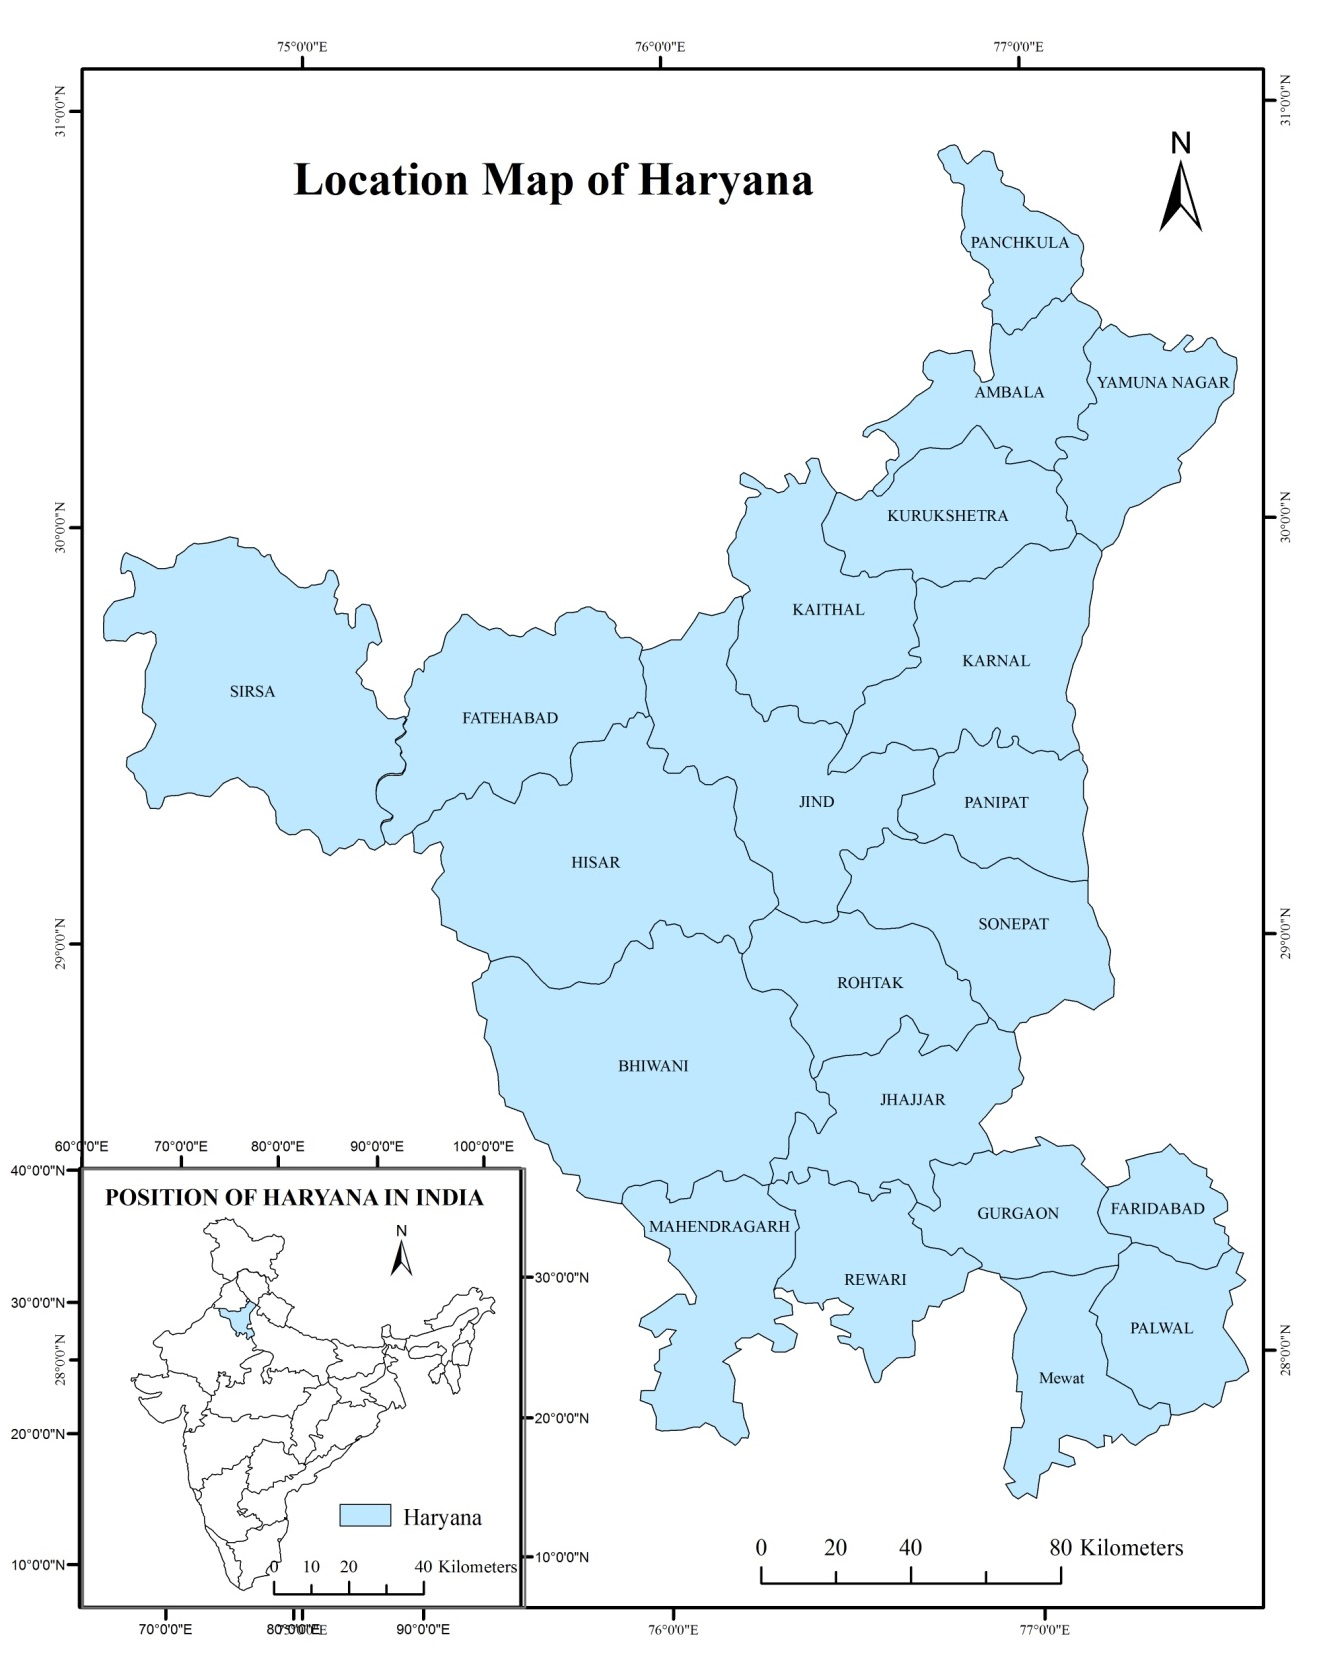 75°0'0"E 76°0'0"E 77°0'0"E
31°0'0"N 31°0'0"N
N
Location Map of Haryana
PANCHKULA
YAMUNA NAGAR
AMBALA
30°0'0"N 30°0'0"N
KURUKSHETRA
KAITHAL
KARNAL
SIRSA
FATEHABAD
JIND
PANIPAT
HISAR
SONEPAT
29°0'0"N 29°0'0"N
ROHTAK
BHIWANI
JHAJJAR
60°0'0"E 70°0'0"E 80°0'0"E 90°0'0"E 100°0'0"E
40°0'0"N
POSITION OF HARYANA IN INDIA
N
MAHENDRAGARH
GURGAON
FARIDABAD
REWARI
30°0'0"N
30°0'0"N
PALWAL
28°0'0"N 28°0'0"N
Mewat
20°0'0"N
20°0'0"N
Haryana
0 10 20 40 Kilometers
10°0'0"N
10°0'0"N
0 20 40 80 Kilometers
70°0'0"E 80°0'0"E 75°0'0"E 90°0'0"E 76°0'0"E 77°0'0"E